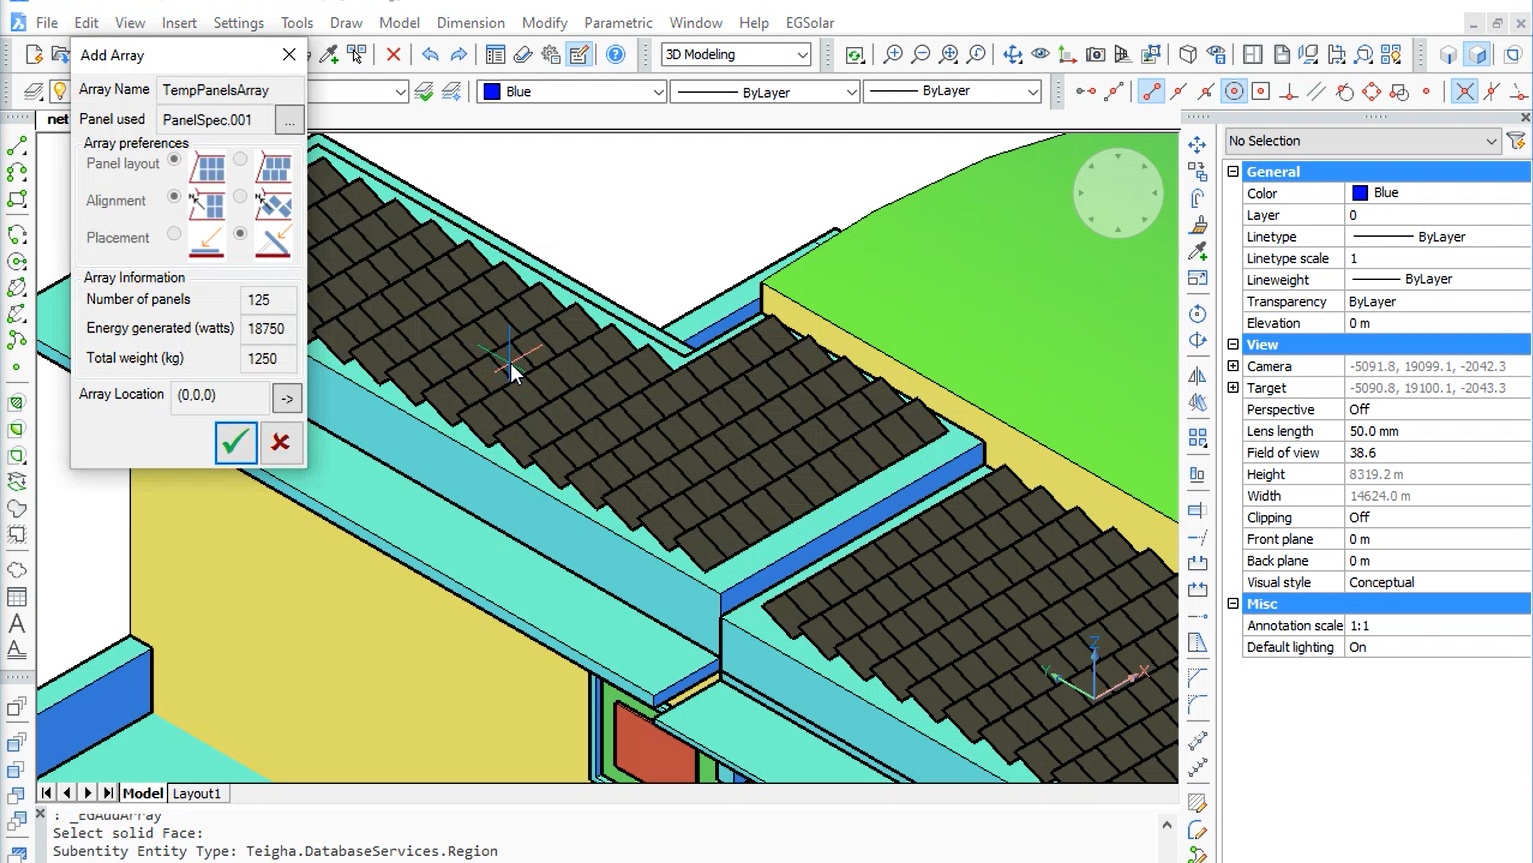 File Edit View Insert Settings Tools Draw Model Dimension Modify Parametric Window Help EGSolar
Add Array
3D Modeling
Array Name TempPanelsArray
Blue
ByLayer
ByLayer
Panel used PanelSpec.001 ...
net
Array preferences
Panel layout
Alignment
Placement
Array Information
Number of panels 125
Energy generated (watts) 18750
Total weight (kg) 1250
Array Location (0,0,0) ->
No Selection
General
Color Blue
Layer 0
Linetype ByLayer
Linetype scale 1
Lineweight ByLayer
Transparency ByLayer
Elevation 0 m
View
Camera -5091.8, 19099.1, -2042.3
Target -5090.8, 19100.1, -2043.3
Perspective Off
Lens length 50.0 mm
Field of view 38.6
Height 8319.2 m
Width 14624.0 m
Clipping Off
Front plane 0 m
Back plane 0 m
Visual style Conceptual
Misc
Annotation scale 1:1
Default lighting On
Z
Y X
Model Layout1
: _EGAddArray
Select solid Face:
Subentity Entity Type: Teigha.DatabaseServices.Region